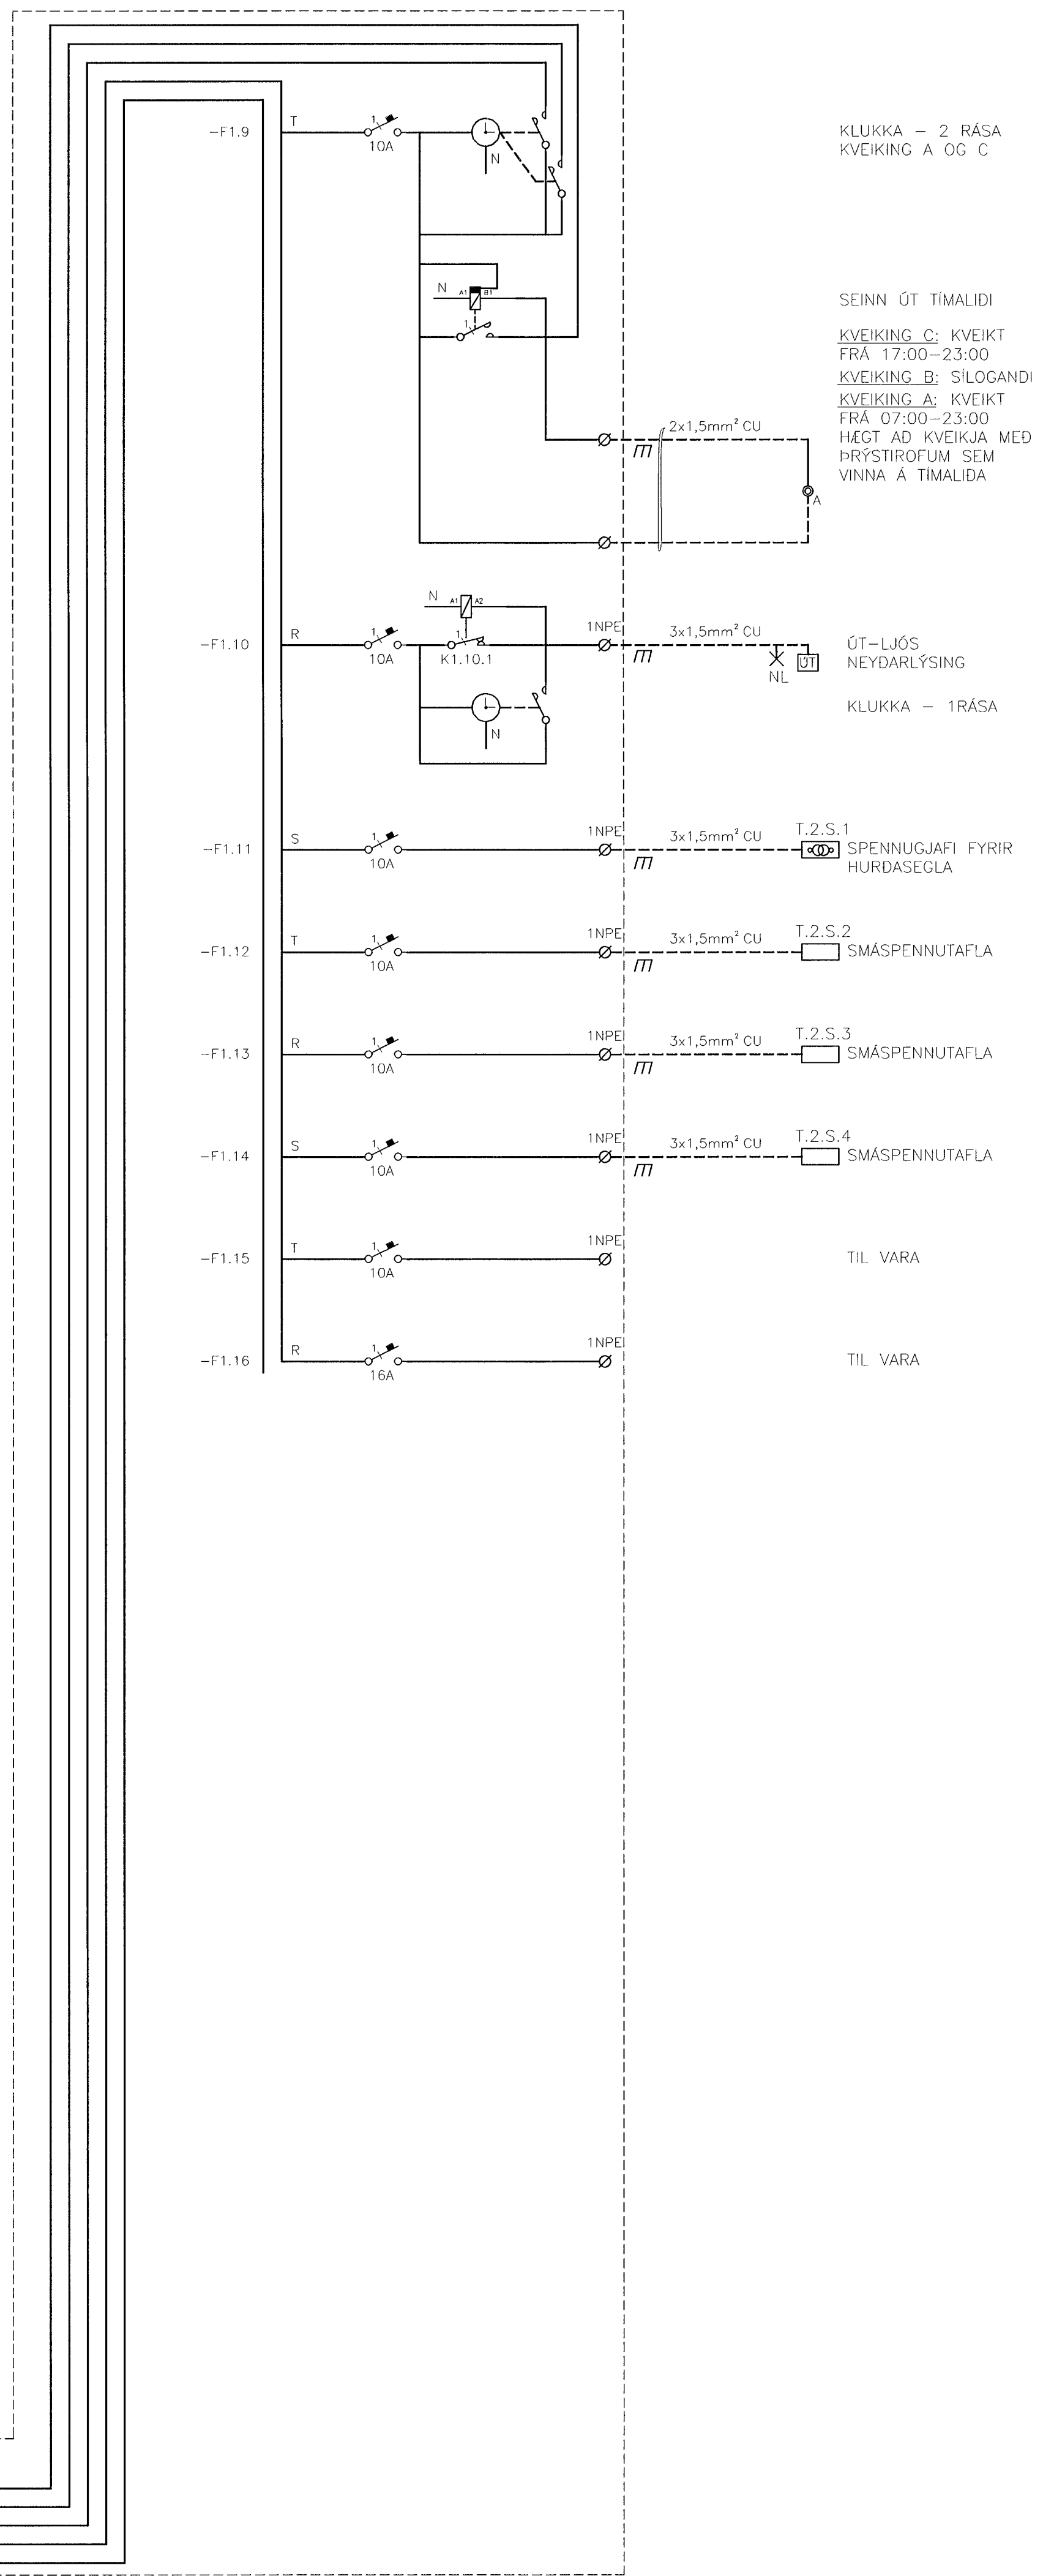 -F1.9
T
1
10A
N
KLUKKA - 2 RÁSA
KVEIKING A OG C
N
A1
B1
1
SEINN ÚT TÍMALIÐI
KVEIKING C: KVEIKT
FRÁ 17:00-23:00
KVEIKING B: SÍLOGANDI
KVEIKING A: KVEIKT
FRÁ 07:00-23:00
HÆGT AÐ KVEIKJA MEÐ
ÞRÝSTIROFUM SEM
VINNA Á TÍMALIÐA
2x1,5mm² CU
A
-F1.10
R
1
10A
N
A1
A2
1
K1.10.1
1NPE
3x1,5mm² CU
NL
ÚT
ÚT-LJÓS
NEYÐARLÝSING
N
KLUKKA - 1RÁSA
-F1.11
S
1
10A
1NPE
3x1,5mm² CU
T.2.S.1
SPENNUGJAFI FYRIR
HURÐASEGLA
-F1.12
T
1
10A
1NPE
3x1,5mm² CU
T.2.S.2
SMÁSPENNUTAFLA
-F1.13
R
1
10A
1NPE
3x1,5mm² CU
T.2.S.3
SMÁSPENNUTAFLA
-F1.14
S
1
10A
1NPE
3x1,5mm² CU
T.2.S.4
SMÁSPENNUTAFLA
-F1.15
T
1
10A
1NPE
TIL VARA
-F1.16
R
1
16A
1NPE
TIL VARA